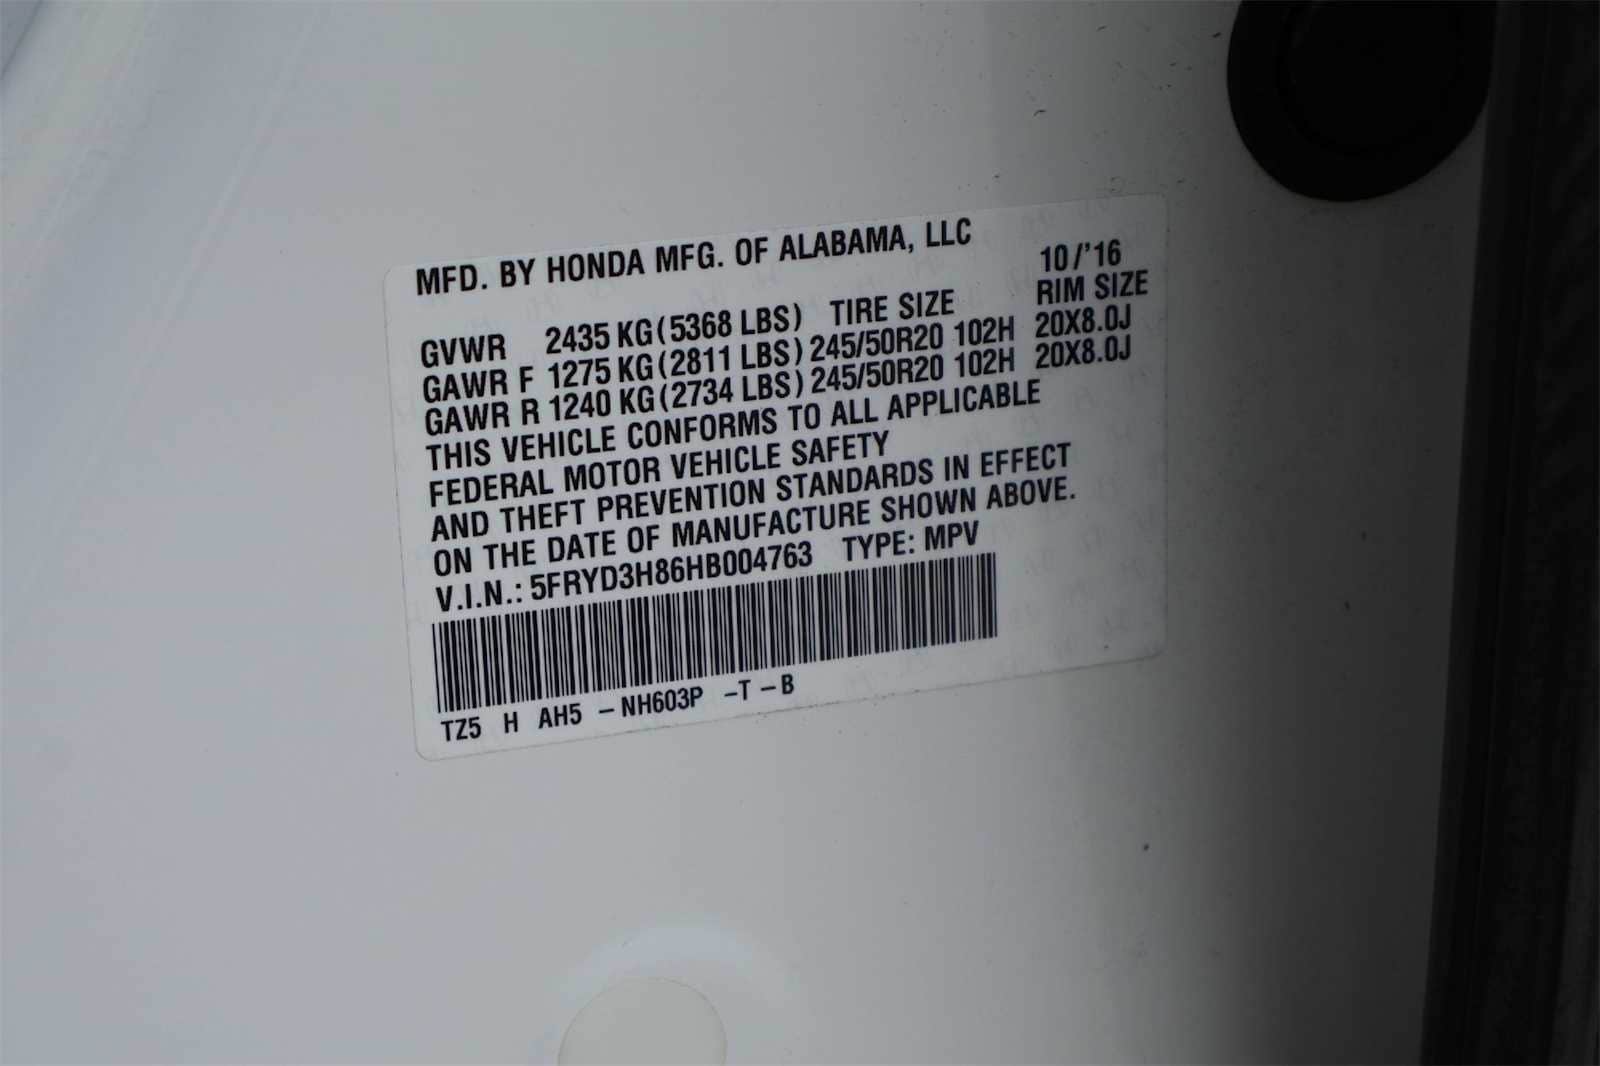 MFD. BY HONDA MFG. OF ALABAMA, LLC
10/'16
GVWR 2435 KG(5368 LBS) TIRE SIZE RIM SIZE
GAWR F 1275 KG(2811 LBS) 245/50R20 102H 20X8.0J
GAWR R 1240 KG(2734 LBS) 245/50R20 102H 20X8.0J
THIS VEHICLE CONFORMS TO ALL APPLICABLE
FEDERAL MOTOR VEHICLE SAFETY
AND THEFT PREVENTION STANDARDS IN EFFECT
ON THE DATE OF MANUFACTURE SHOWN ABOVE.
V.I.N.: 5FRYD3H86HB004763 TYPE: MPV
TZ5 H AH5 -NH603P -T-B